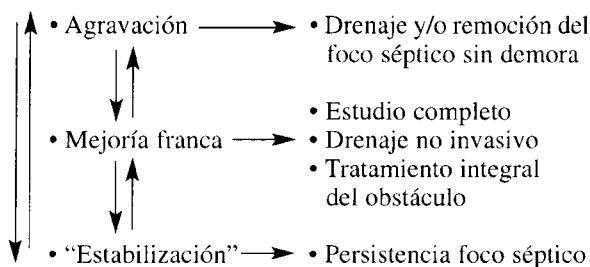 • Agravación
• Drenaje y/o remoción del
foco séptico sin demora
• Mejoría franca
• Estudio completo
• Drenaje no invasivo
• Tratamiento integral
del obstáculo
• “Estabilización”
• Persistencia foco séptico